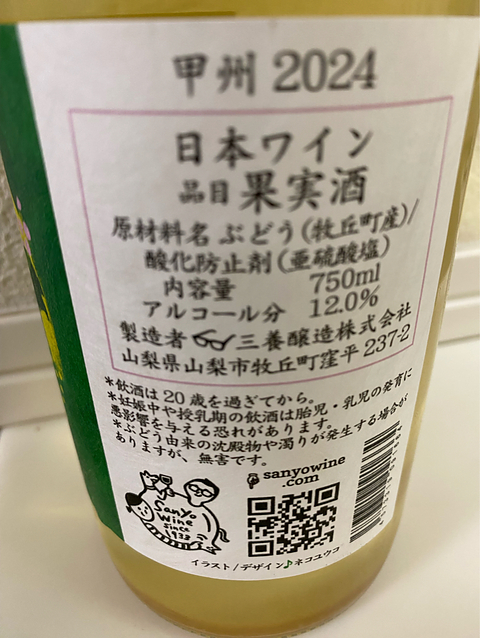 甲州 2024
日本ワイン
品目 果実酒
原材料名 ぶどう(牧丘町産)/
酸化防止剤(亜硫酸塩)
内容量 750ml
アルコール分 12.0%
製造者 三養醸造株式会社
山梨県山梨市牧丘町窪平 237-2
*飲酒は20歳を過ぎてから。
*妊娠中や授乳期の飲酒は胎児・乳児の発育に
悪影響を与える恐れがあります。
*ぶどう由来の沈殿物や濁りが発生する場合が
ありますが、無害です。
sanyowine
.com
Sanyo
Wine
since
1933
イラスト/デザイン♪ネコユウコ